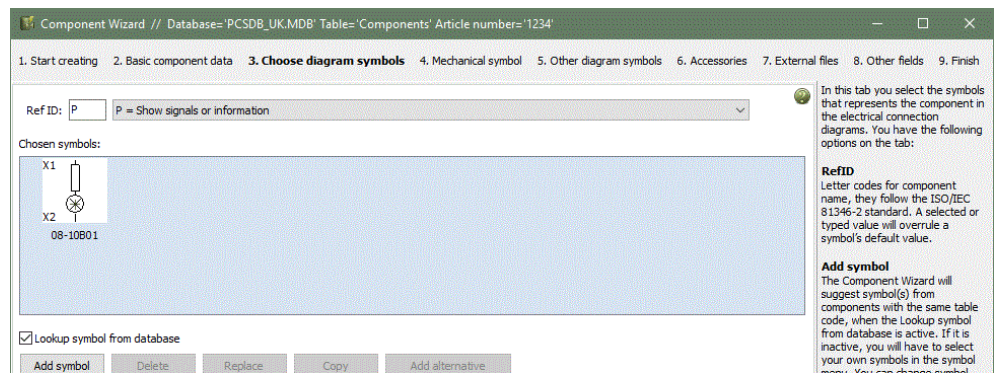 Component Wizard // Database='PCSDB_UK.MDB' Table='Components' Article number='1234'
1. Start creating 2. Basic component data 3. Choose diagram symbols 4. Mechanical symbol 5. Other diagram symbols 6. Accessories 7. External files 8. Other fields 9. Finish
Ref ID: P P = Show signals or information
Chosen symbols:
X1
X2
08-10B01
Lookup symbol from database
Add symbol Delete Replace Copy Add alternative
In this tab you select the symbols
that represents the component in
the electrical connection
diagrams. You have the following
options on the tab:
RefID
Letter codes for component
name, they follow the ISO/IEC
81346-2 standard. A selected or
typed value will overrule a
symbol's default value.
Add symbol
The Component Wizard will
suggest symbol(s) from
components with the same table
code, when the Lookup symbol
from database is active. If it is
inactive, you will have to select
your own symbols in the symbol
menu. You can change symbol